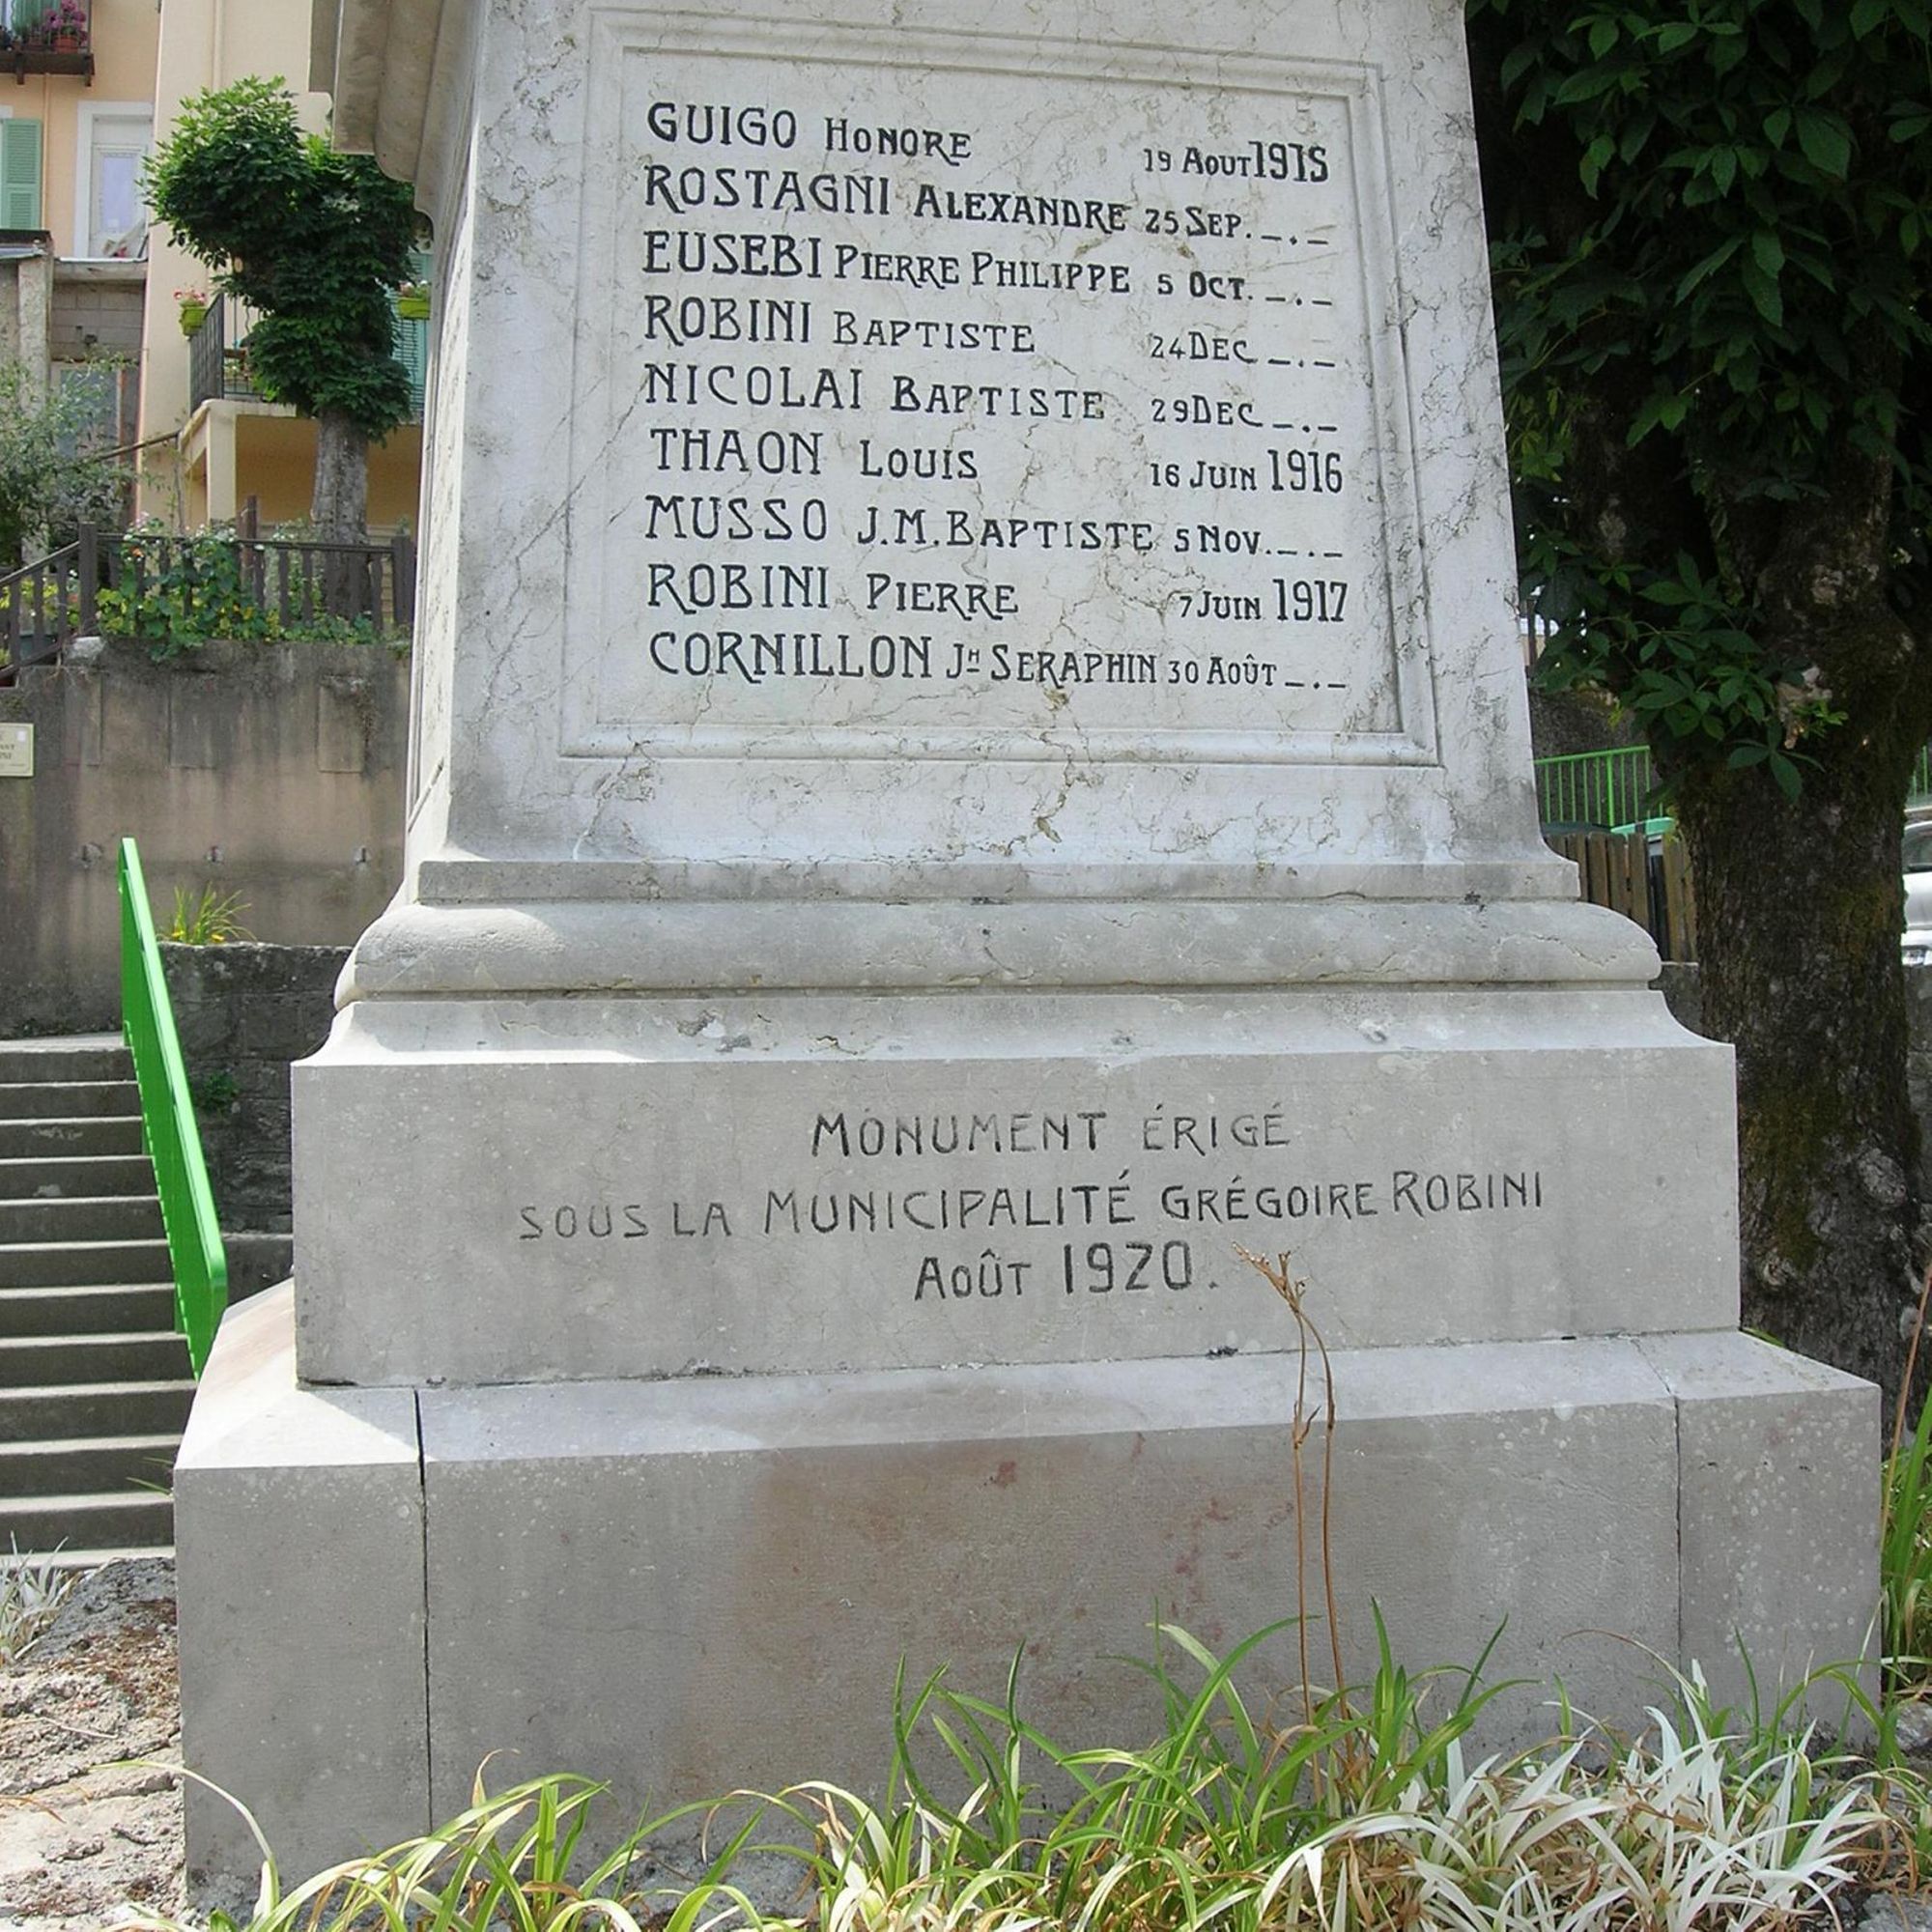 GUIGO HONORE 19 AOUT 1915
ROSTAGNI ALEXANDRE 25 SEP. _._
EUSEBI PIERRE PHILIPPE 5 OCT. _._
ROBINI BAPTISTE 24 DEC _._
NICOLAI BAPTISTE 29 DEC _._
THAON LOUIS 16 JUIN 1916
MUSSO J.M. BAPTISTE 5 NOV. _._
ROBINI PIERRE 7 JUIN 1917
CORNILLON JH SERAPHIN 30 AOÛT _._
MONUMENT ÉRIGÉ
SOUS LA MUNICIPALITÉ GRÉGOIRE ROBINI
AOÛT 1920.